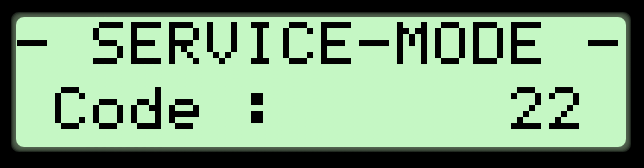 - SERVICE-MODE -
Code : 22